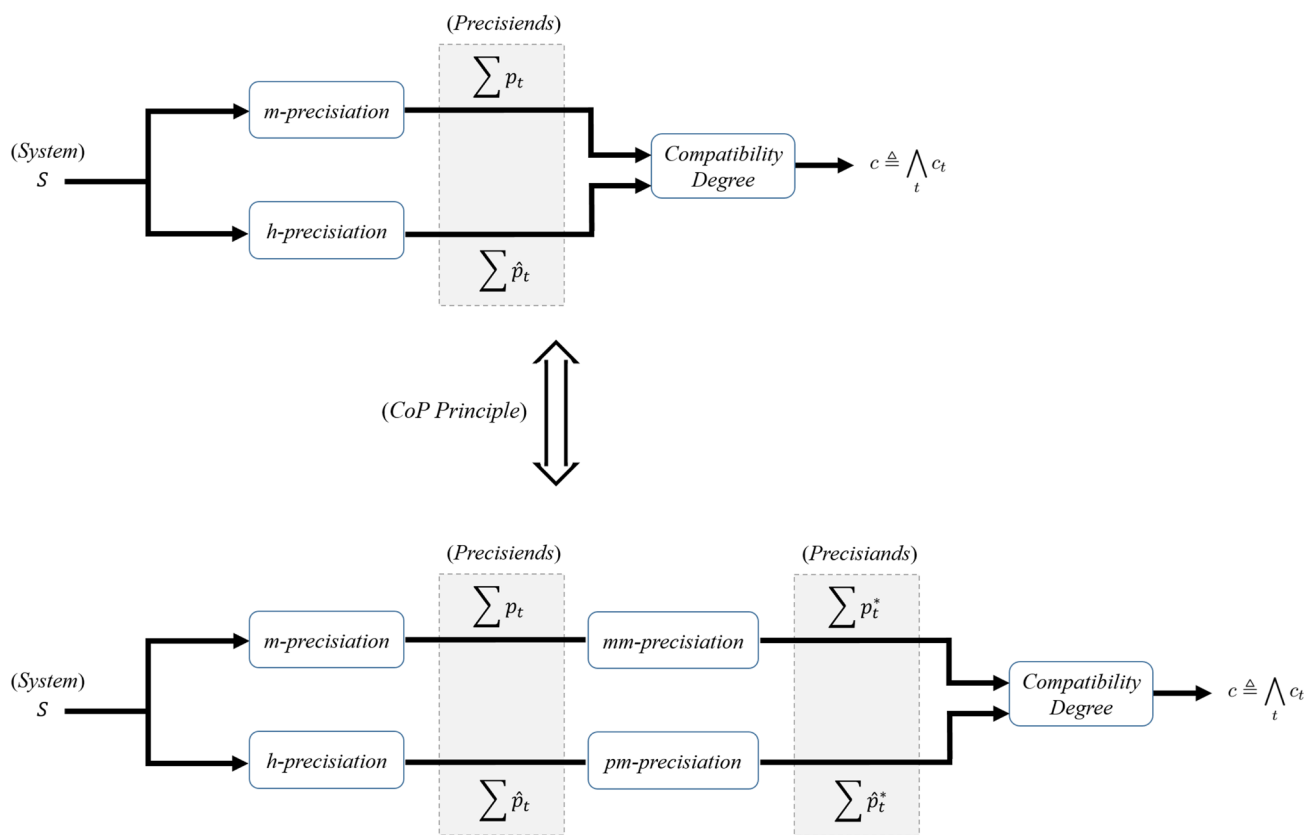 (Precisiends)
∑ p_t
m-precisiation
(System)
S
Compatibility
Degree
c ≜ ⋀_t c_t
h-precisiation
∑ p̂_t
(CoP Principle)
(Precisiends)
(Precisiands)
∑ p_t
∑ p_t^*
m-precisiation
mm-precisiation
(System)
S
Compatibility
Degree
c ≜ ⋀_t c_t
h-precisiation
pm-precisiation
∑ p̂_t
∑ p̂_t^*